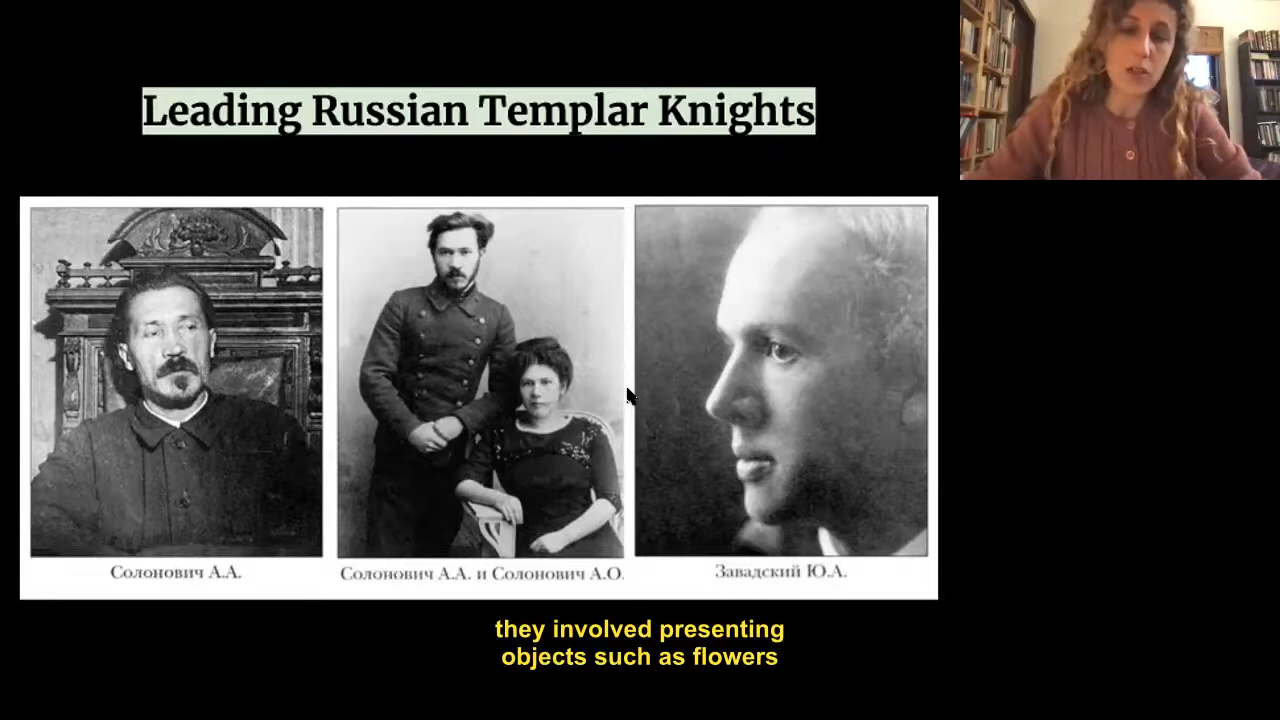 Leading Russian Templar Knights
Солонович А.А.
Солонович А.А. и Солонович А.О.
Завадский Ю.А.
they involved presenting
objects such as flowers